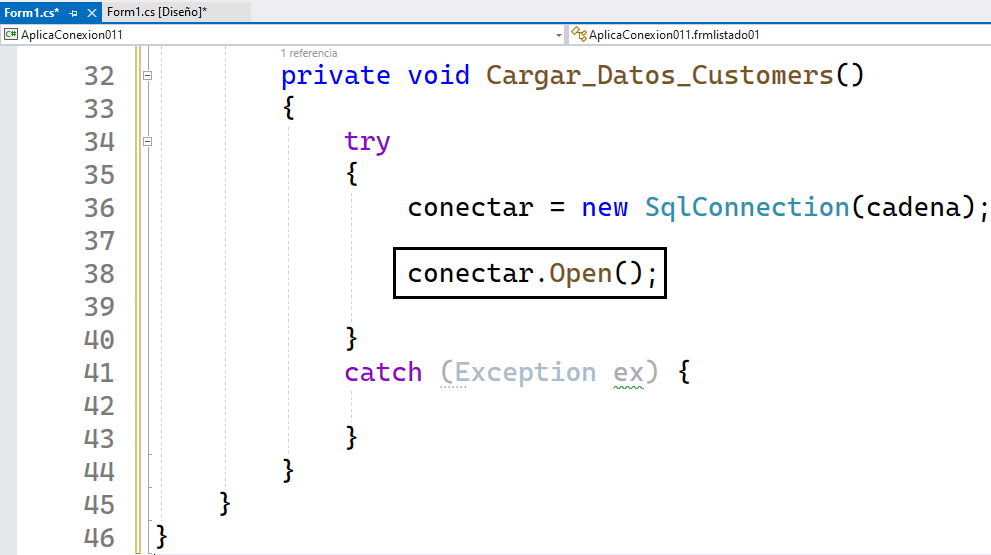 Form1.cs* Form1.cs [Diseño]*
C# AplicaConexion011 AplicaConexion011.frmlistado01
1 referencia
32 private void Cargar_Datos_Customers()
33 {
34 try
35 {
36 conectar = new SqlConnection(cadena);
37
38 conectar.Open();
39
40 }
41 catch (Exception ex) {
42
43 }
44 }
45 }
46 }